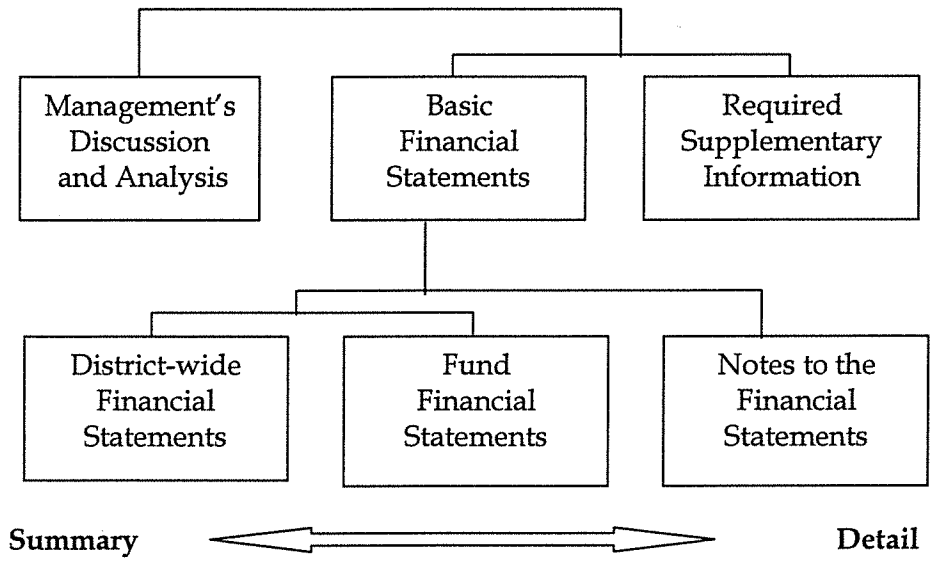 Management's
Discussion
and Analysis
Basic
Financial
Statements
Required
Supplementary
Information
District-wide
Financial
Statements
Fund
Financial
Statements
Notes to the
Financial
Statements
Summary
Detail